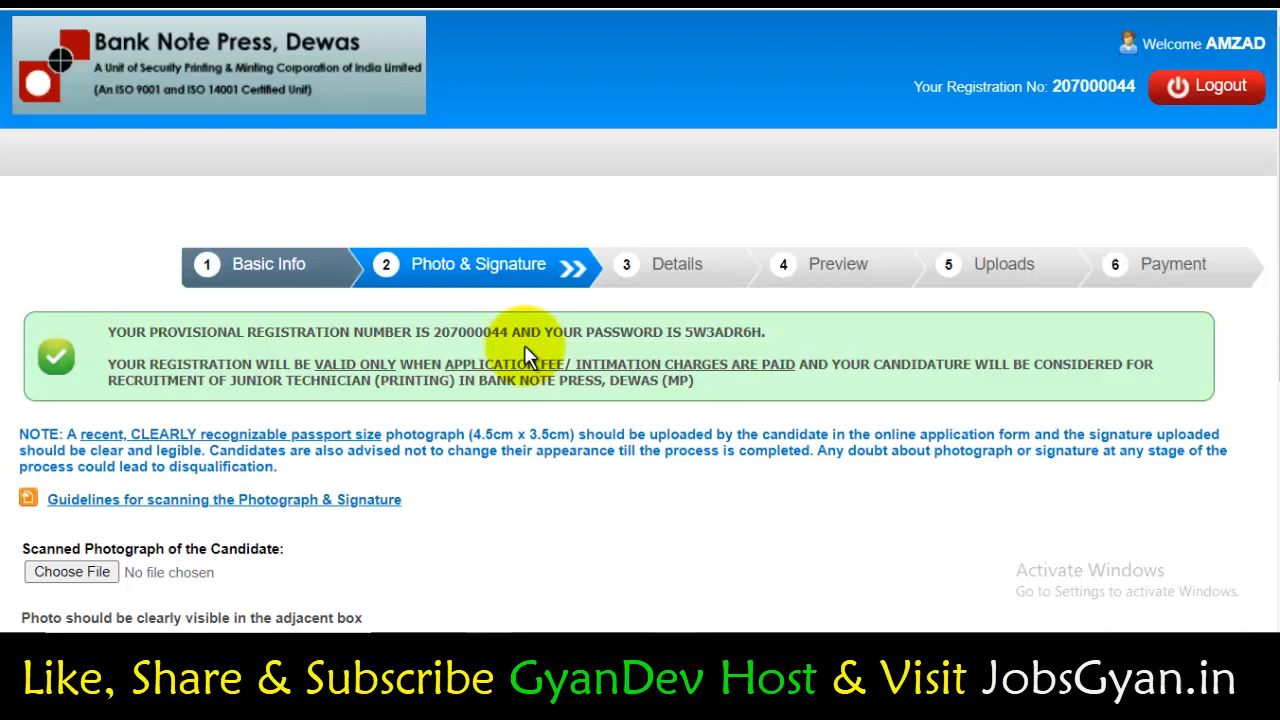 Bank Note Press, Dewas
A Unit of Security Printing & Minting Corporation of India Limited
(An ISO 9001 and ISO 14001 Certified Unit)
Welcome AMZAD
Your Registration No: 207000044
Logout
1 Basic Info
2 Photo & Signature
3 Details
4 Preview
5 Uploads
6 Payment
YOUR PROVISIONAL REGISTRATION NUMBER IS 207000044 AND YOUR PASSWORD IS 5W3ADR6H.
YOUR REGISTRATION WILL BE VALID ONLY WHEN APPLICATION FEE/ INTIMATION CHARGES ARE PAID AND YOUR CANDIDATURE WILL BE CONSIDERED FOR
RECRUITMENT OF JUNIOR TECHNICIAN (PRINTING) IN BANK NOTE PRESS, DEWAS (MP)
NOTE: A recent, CLEARLY recognizable passport size photograph (4.5cm x 3.5cm) should be uploaded by the candidate in the online application form and the signature uploaded
should be clear and legible. Candidates are also advised not to change their appearance till the process is completed. Any doubt about photograph or signature at any stage of the
process could lead to disqualification.
Guidelines for scanning the Photograph & Signature
Scanned Photograph of the Candidate:
Choose File No file chosen
Activate Windows
Go to Settings to activate Windows.
Photo should be clearly visible in the adjacent box
Like, Share & Subscribe GyanDev Host & Visit JobsGyan.in